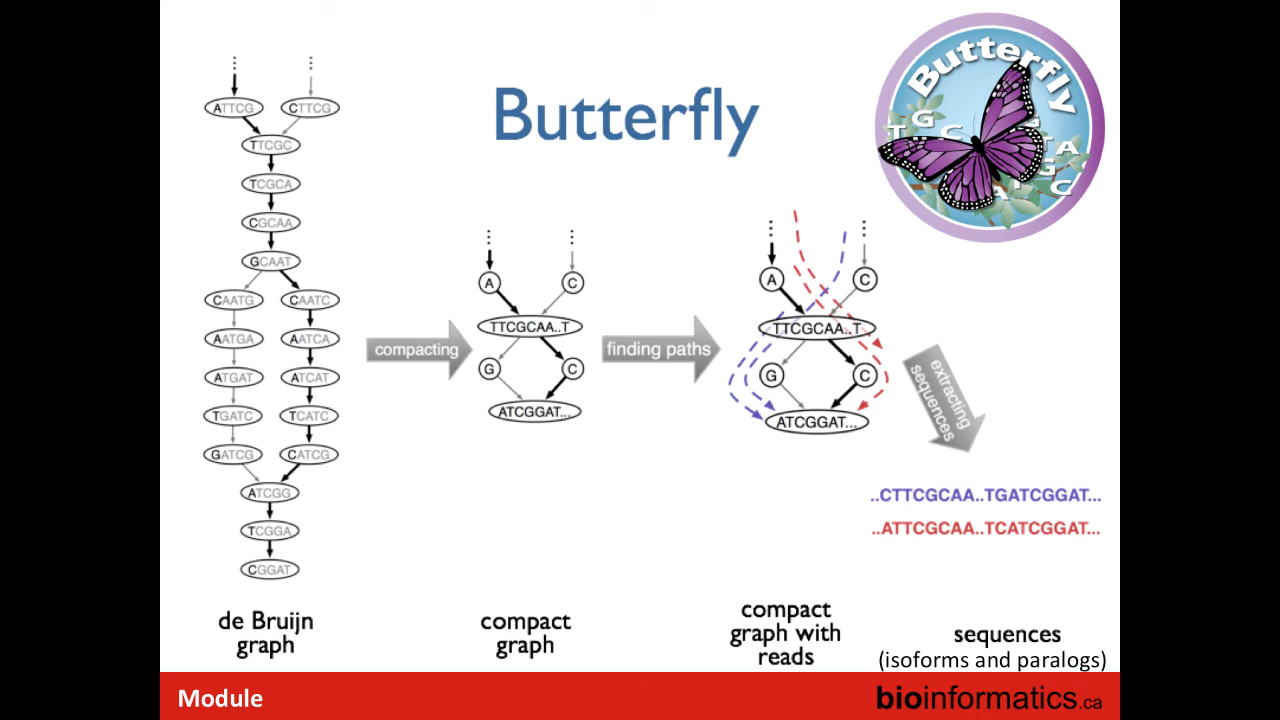 Butterfly
Butterfly
T G C
T A
G
C
A T
⋮ ⋮
ATTCG CTTCG
TTCGC
TCGCA
CGCAA
GCAAT
CAATG CAATC
AATGA AATCA
ATGAT ATCAT
TGATC TCATC
GATCG CATCG
ATCGG
TCGGA
CGGAT
compacting
⋮ ⋮
A C
TTCGCAA..T
G C
ATCGGAT...
finding paths
⋮ ⋮
A C
TTCGCAA..T
G C
ATCGGAT...
extracting
sequences
..CTTCGCAA..TGATCGGAT...
..ATTCGCAA..TCATCGGAT...
de Bruijn
graph
compact
graph
compact
graph with
reads
sequences
(isoforms and paralogs)
Module
bioinformatics.ca